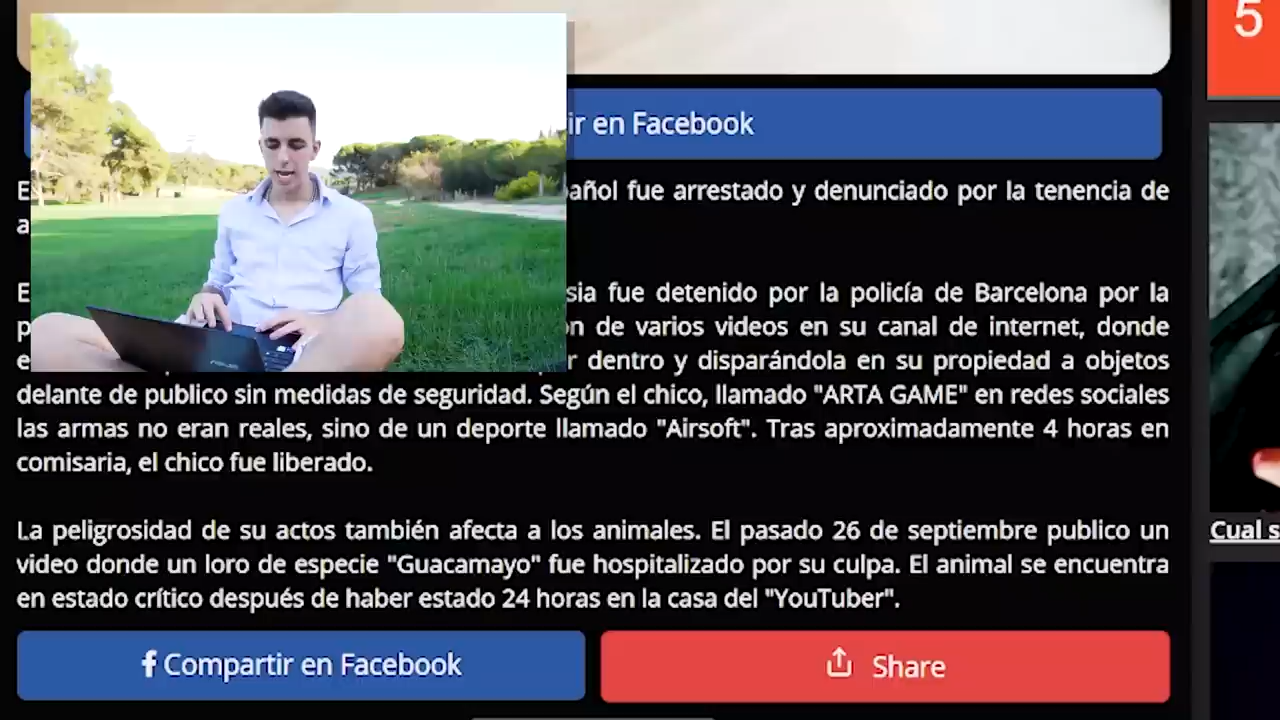 5
ir en Facebook
añol fue arrestado y denunciado por la tenencia de
sia fue detenido por la policía de Barcelona por la
n de varios videos en su canal de internet, donde
r dentro y disparándola en su propiedad a objetos
delante de publico sin medidas de seguridad. Según el chico, llamado "ARTA GAME" en redes sociales
las armas no eran reales, sino de un deporte llamado "Airsoft". Tras aproximadamente 4 horas en
comisaria, el chico fue liberado.
La peligrosidad de su actos también afecta a los animales. El pasado 26 de septiembre publico un
video donde un loro de especie "Guacamayo" fue hospitalizado por su culpa. El animal se encuentra
en estado crítico después de haber estado 24 horas en la casa del "YouTuber".
Cual s
Compartir en Facebook
Share